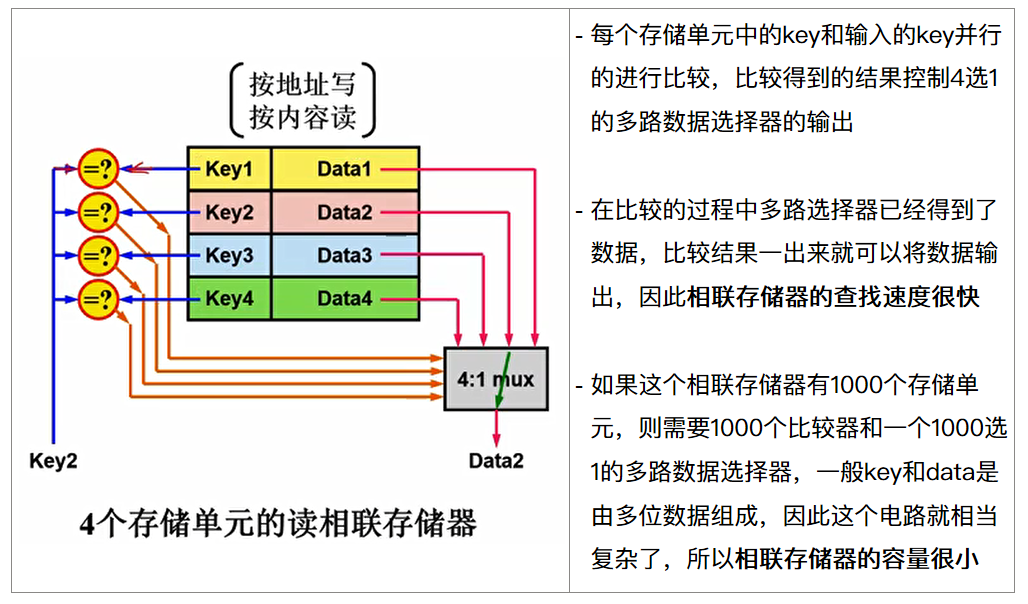 按地址写
按内容读
=? Key1 Data1
=? Key2 Data2
=? Key3 Data3
=? Key4 Data4
4:1 mux
Key2 Data2
4个存储单元的读相联存储器
- 每个存储单元中的key和输入的key并行
的进行比较，比较得到的结果控制4选1
的多路数据选择器的输出
- 在比较的过程中多路选择器已经得到了
数据，比较结果一出来就可以将数据输
出，因此相联存储器的查找速度很快
- 如果这个相联存储器有1000个存储单
元，则需要1000个比较器和一个1000选
1的多路数据选择器，一般key和data是
由多位数据组成，因此这个电路就相当
复杂了，所以相联存储器的容量很小